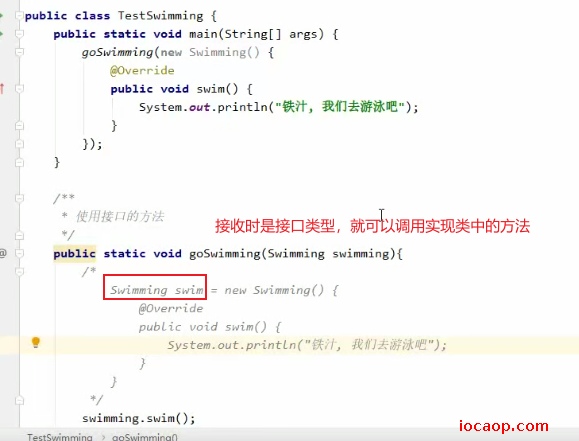 public class TestSwimming {
public static void main(String[] args) {
goSwimming(new Swimming() {
@Override
public void swim() {
System.out.println("铁汁, 我们去游泳吧");
}
});
}
/**
* 使用接口的方法
*/
接收时是接口类型，就可以调用实现类中的方法
@
public static void goSwimming(Swimming swimming){
/*
Swimming swim = new Swimming() {
@Override
public void swim() {
System.out.println("铁汁, 我们去游泳吧");
}
}
*/
swimming.swim();
iocaop.com
TestSwimming > goSwimming()